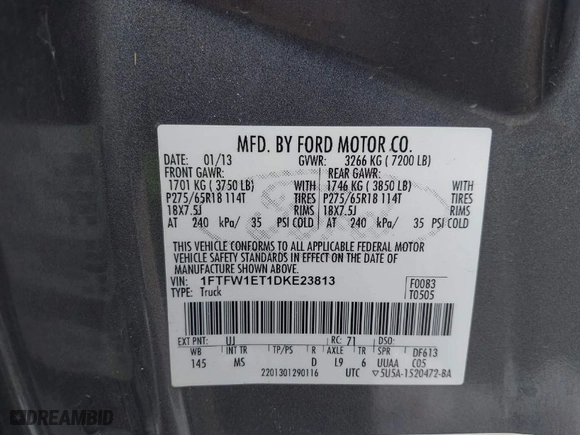 MFD. BY FORD MOTOR CO.
DATE: 01/13 GVWR: 3266 KG ( 7200 LB)
FRONT GAWR: REAR GAWR:
1701 KG ( 3750 LB) WITH 1746 KG ( 3850 LB) WITH
P275/65R18 114T TIRES P275/65R18 114T TIRES
18X7.5J RIMS 18X7.5J RIMS
AT 240 kPa/ 35 PSI COLD AT 240 kPa/ 35 PSI COLD
THIS VEHICLE CONFORMS TO ALL APPLICABLE FEDERAL MOTOR
VEHICLE SAFETY STANDARDS IN EFFECT ON THE DATE OF
MANUFACTURE SHOWN ABOVE.
VIN: 1FTFW1ET1DKE23813 F0083
TYPE: Truck T0505
EXT PNT: UJ RC: 71 DSO:
WB INT TR TP/PS R AXLE TR SPR DF613
145 MS D L9 6 UUAA C05
2201301290116 UTC 5U5A-1520472-BA
DREAMBID